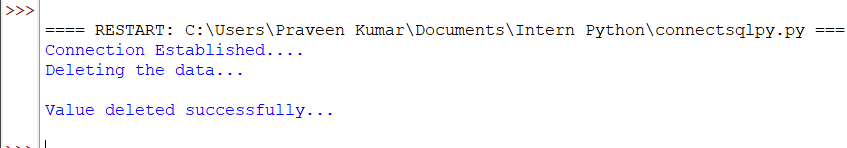 >>>
==== RESTART: C:\Users\Praveen Kumar\Documents\Intern Python\connectsqlpy.py ===
Connection Established....
Deleting the data...
Value deleted successfully...
>>>